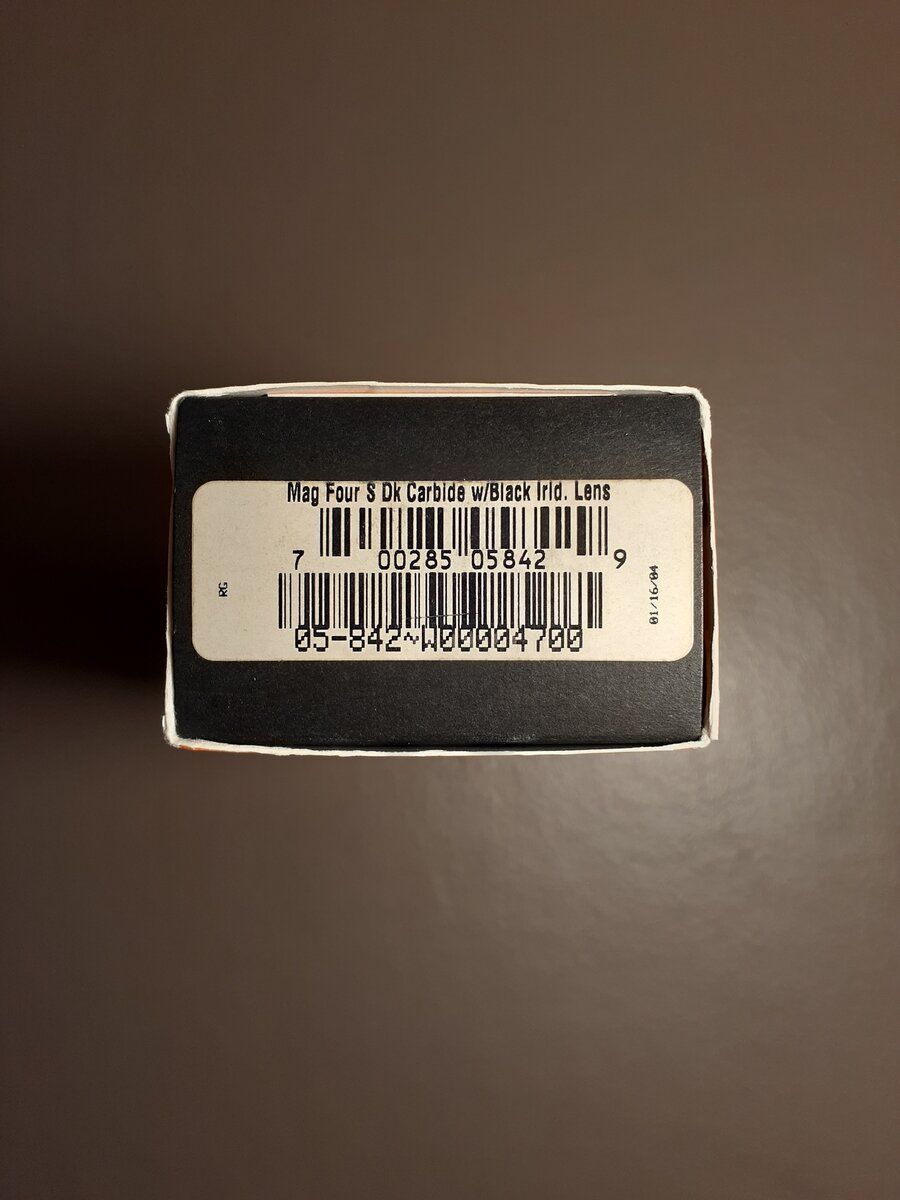 Mag Four S Dk Carbide w/Black Irid. Lens
7 00285 05842 9
RG
01/16/04
05-842~W00004700